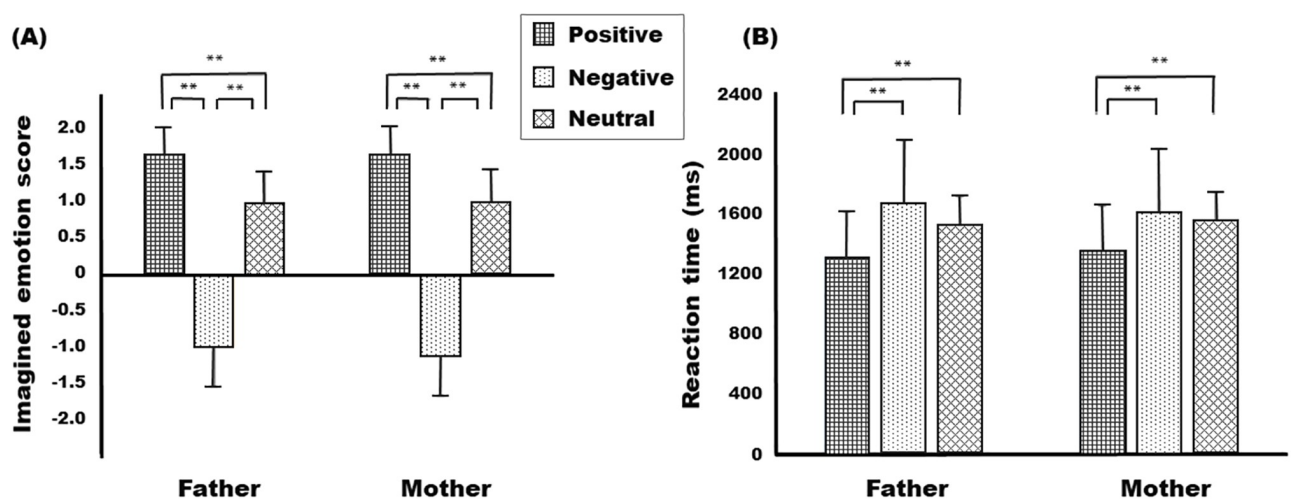 (A)
**
** **
**
** **
Imagined emotion score
2.0
1.5
1.0
0.5
0
-0.5
-1.0
-1.5
-2.0
Father Mother
Positive
Negative
Neutral
(B)
**
**
**
**
Reaction time (ms)
2400
2000
1600
1200
800
400
0
Father Mother